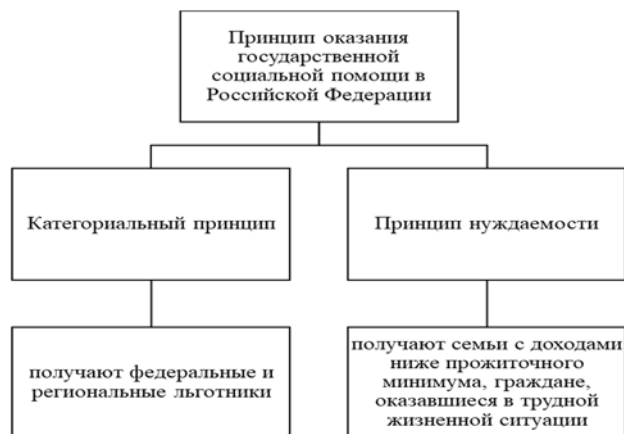 Принцип оказания
государственной
социальной помощи в
Российской Федерации
Категориальный принцип
Принцип нуждаемости
получают федеральные и
региональные льготники
получают семьи с доходами
ниже прожиточного
минимума, граждане,
оказавшиеся в трудной
жизненной ситуации